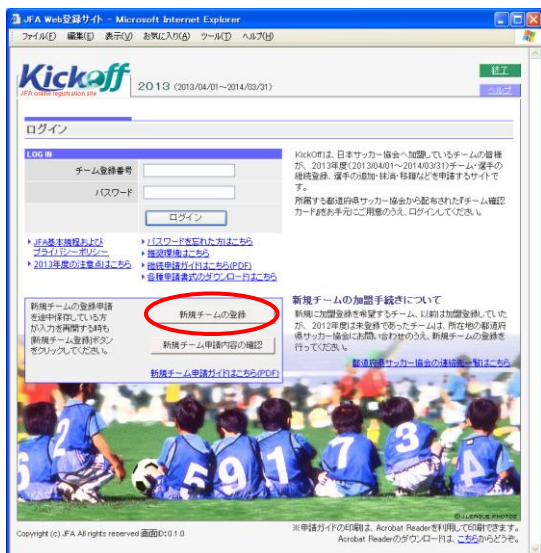 JFA Web登録サイト - Microsoft Internet Explorer
ファイル(F) 編集(E) 表示(V) お気に入り(A) ツール(T) ヘルプ(H)
Kickoff
JFA online registration site
2013 (2013/04/01～2014/03/31)
終了
ヘルプ
ログイン
LOG IN
チーム登録番号
パスワード
ログイン
JFA基本規程および
プライバシーポリシー
2013年度の注意点はこちら
パスワードを忘れた方はこちら
推奨環境はこちら
継続申請ガイドはこちら(PDF)
各種申請書式のダウンロードはこちら
KickOffは、日本サッカー協会へ加盟しているチームの皆様
が、2013年度(2013/04/01～2014/03/31)チーム・選手の
継続登録、選手の追加・抹消・移籍などを申請するサイトで
す。
所属する都道府県サッカー協会から配布された『チーム確認
カード』をお手元にご用意のうえ、ログインしてください。
新規チームの登録申請
を途中保存している方
が入力を再開する時も
[新規チーム登録]ボタン
をクリックしてください。
新規チームの登録
新規チーム申請内容の確認
新規チーム申請ガイドはこちら(PDF)
新規チームの加盟手続きについて
新規に加盟登録を希望するチーム、以前は加盟登録してい
たが、2012年度は未登録であったチームは、所在地の都道府
県サッカー協会にお問い合わせのうえ、新規チームの登録を
行ってください。
都道府県サッカー協会の連絡先一覧はこちら
2
5
9
1
7
3
4
©J.LEAGUE PHOTOS
Copyright (c) JFA All rights reserved 画面ID:0.1.0
※申請ガイドの印刷は、Acrobat Readerを利用して印刷できます。
Acrobat Readerのダウンロードは、こちらからどうぞ。